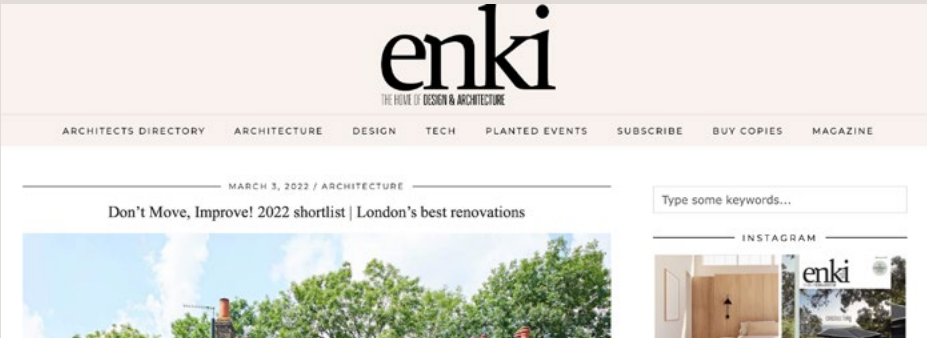 enki
THE HOME OF DESIGN & ARCHITECTURE
ARCHITECTS DIRECTORY ARCHITECTURE DESIGN TECH PLANTED EVENTS SUBSCRIBE BUY COPIES MAGAZINE
MARCH 3, 2022 / ARCHITECTURE
Don’t Move, Improve! 2022 shortlist | London’s best renovations
Type some keywords...
INSTAGRAM
enki